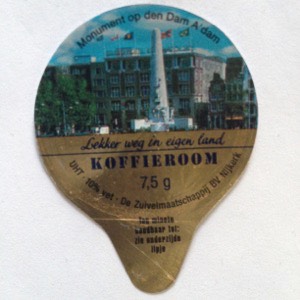 Monument op den Dam A'dam
Lekker weg in eigen land
KOFFIEROOM
7,5 g
UHT 10% vet - De Zuivelmaatschappij BV Nijkerk
Ten minste
houdbaar tot:
zie onderzijde
lipje